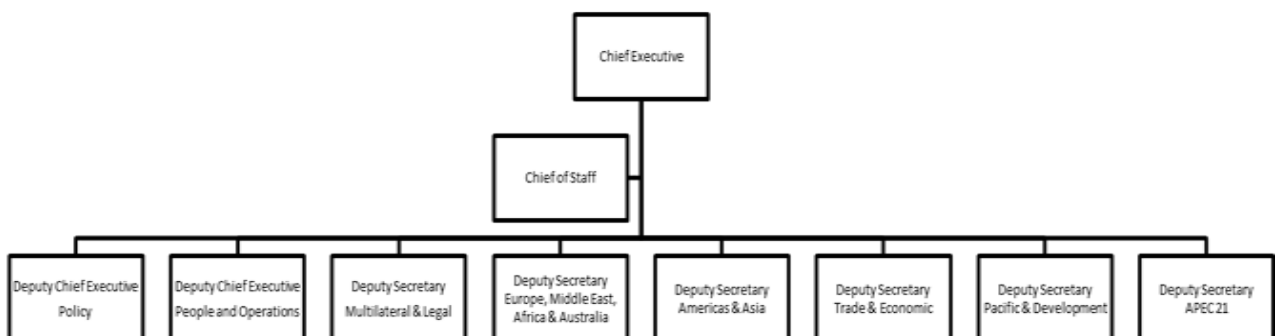 Chief Executive
Chief of Staff
Deputy Chief Executive
Policy
Deputy Chief Executive
People and Operations
Deputy Secretary
Multilateral & Legal
Deputy Secretary
Europe, Middle East,
Africa & Australia
Deputy Secretary
Americas & Asia
Deputy Secretary
Trade & Economic
Deputy Secretary
Pacific & Development
Deputy Secretary
APEC21